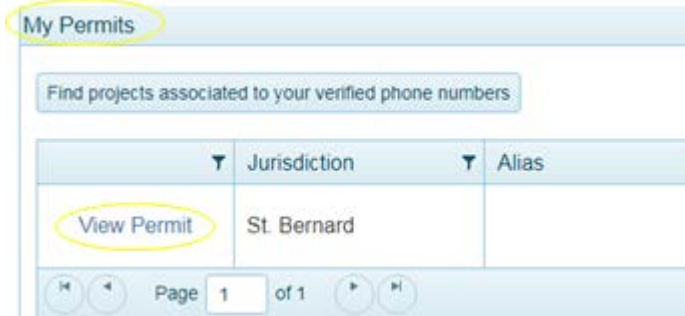 My Permits
Find projects associated to your verified phone numbers
Jurisdiction Alias
View Permit St. Bernard
Page 1 of 1